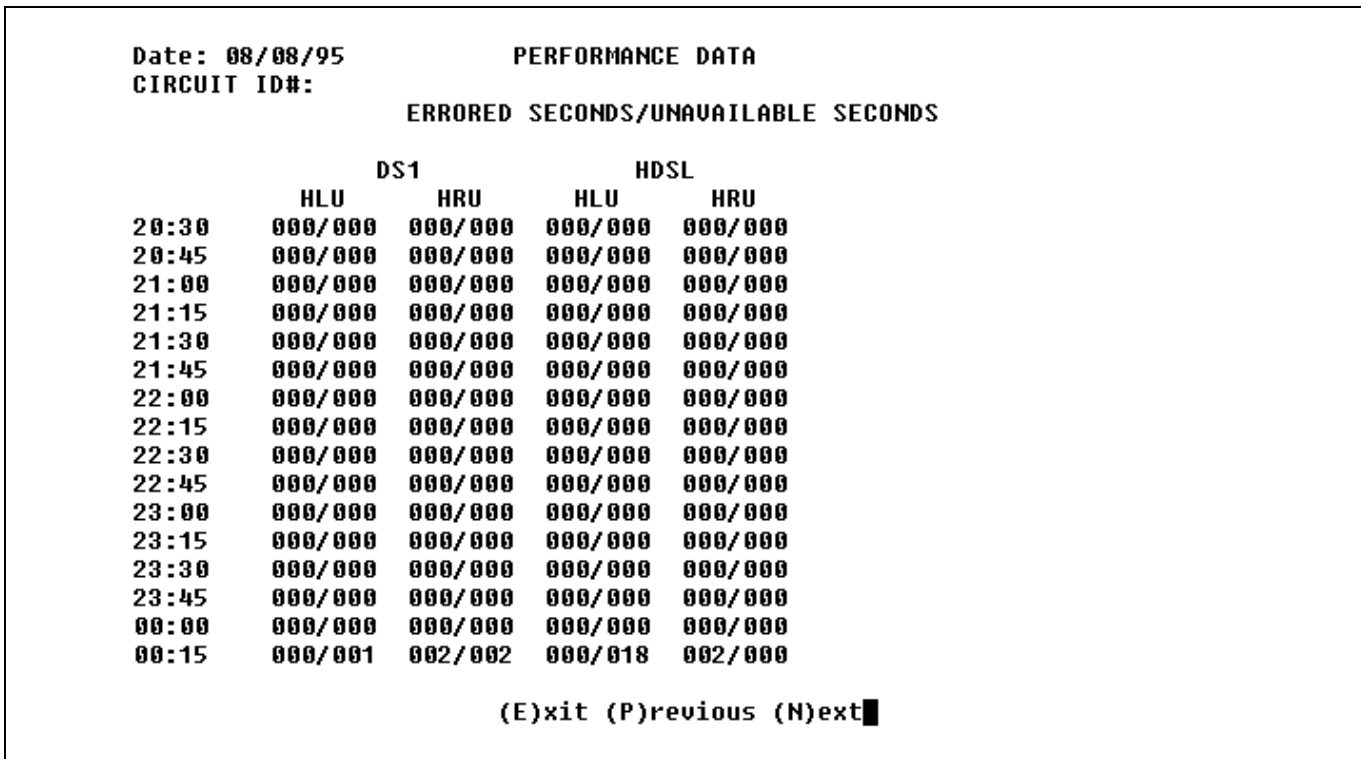 Date: 08/08/95 PERFORMANCE DATA
CIRCUIT ID#:
ERRORED SECONDS/UNAVAILABLE SECONDS
DS1 HDSL
HLU HRU HLU HRU
20:30 000/000 000/000 000/000 000/000
20:45 000/000 000/000 000/000 000/000
21:00 000/000 000/000 000/000 000/000
21:15 000/000 000/000 000/000 000/000
21:30 000/000 000/000 000/000 000/000
21:45 000/000 000/000 000/000 000/000
22:00 000/000 000/000 000/000 000/000
22:15 000/000 000/000 000/000 000/000
22:30 000/000 000/000 000/000 000/000
22:45 000/000 000/000 000/000 000/000
23:00 000/000 000/000 000/000 000/000
23:15 000/000 000/000 000/000 000/000
23:30 000/000 000/000 000/000 000/000
23:45 000/000 000/000 000/000 000/000
00:00 000/000 000/000 000/000 000/000
00:15 000/001 002/002 000/018 002/000
(E)xit (P)revious (N)ext